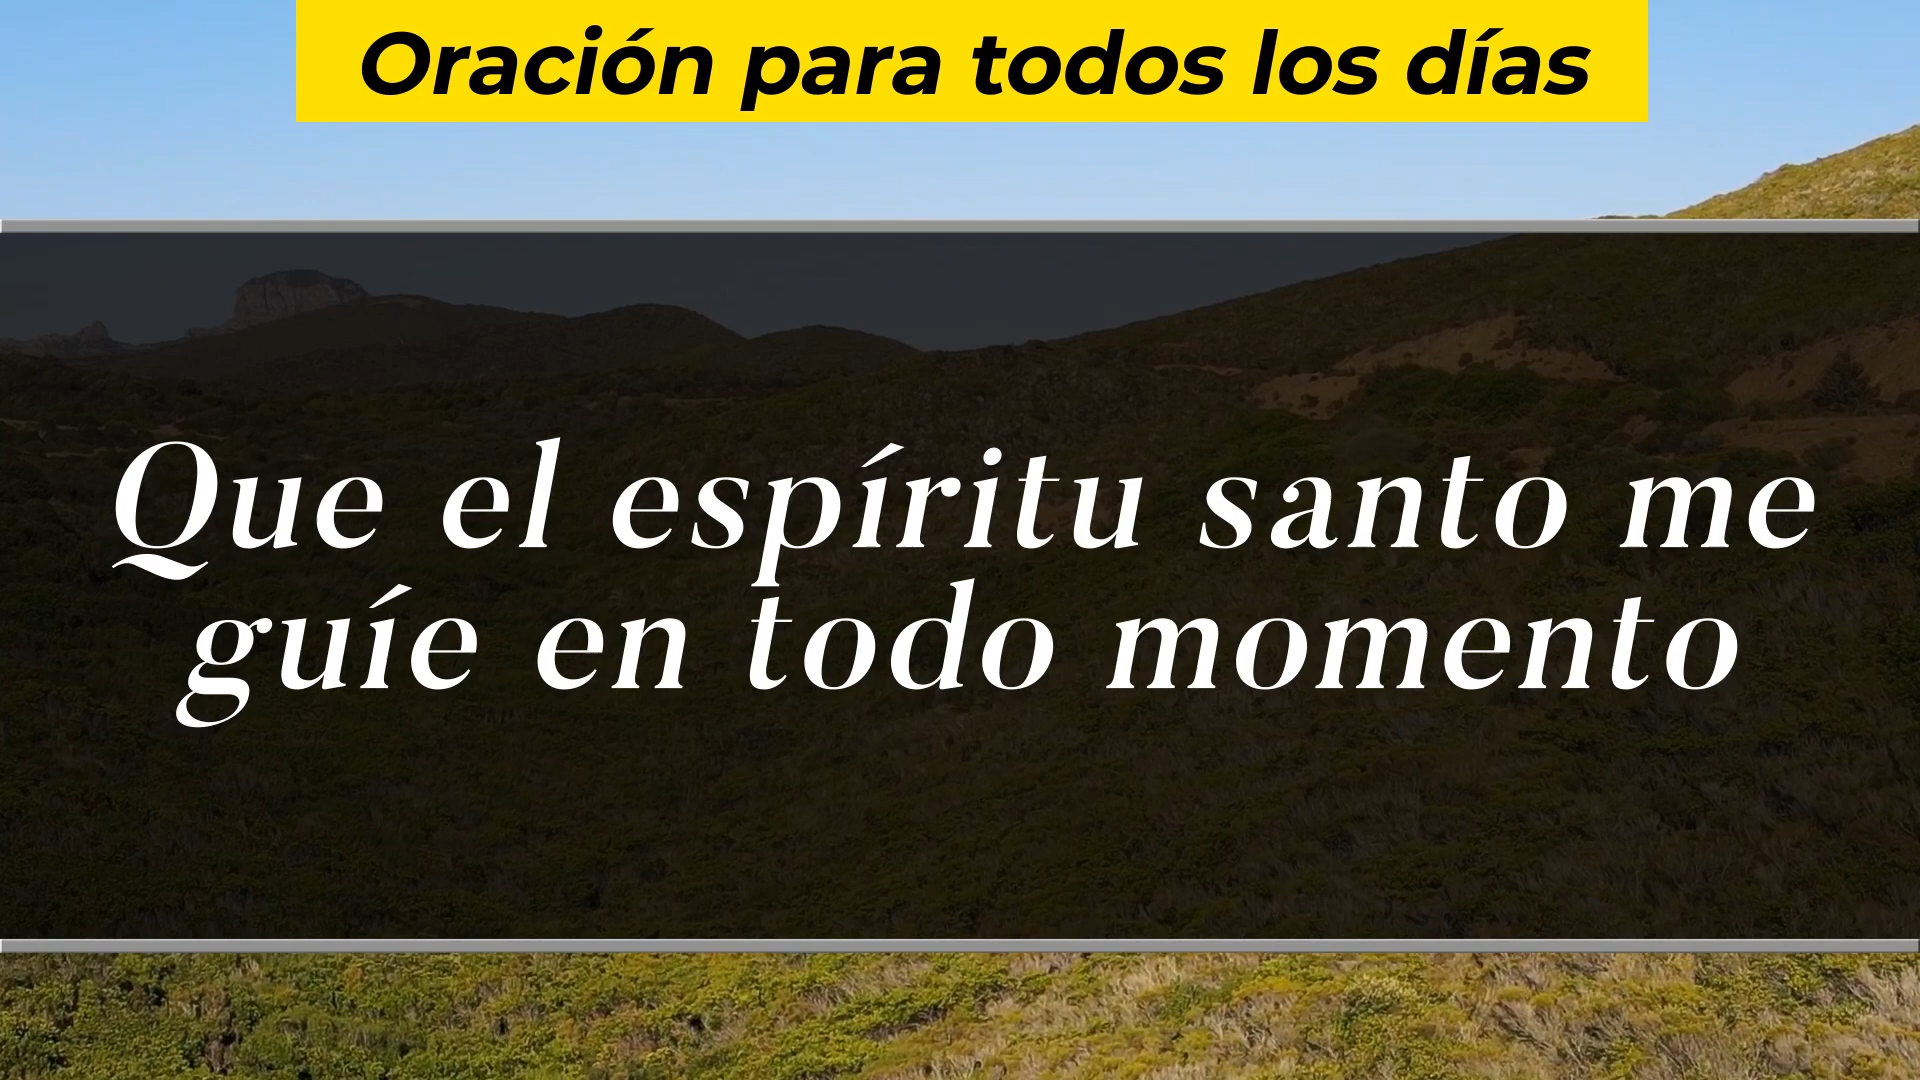 Oración para todos los días
Que el espíritu santo me
guíe en todo momento